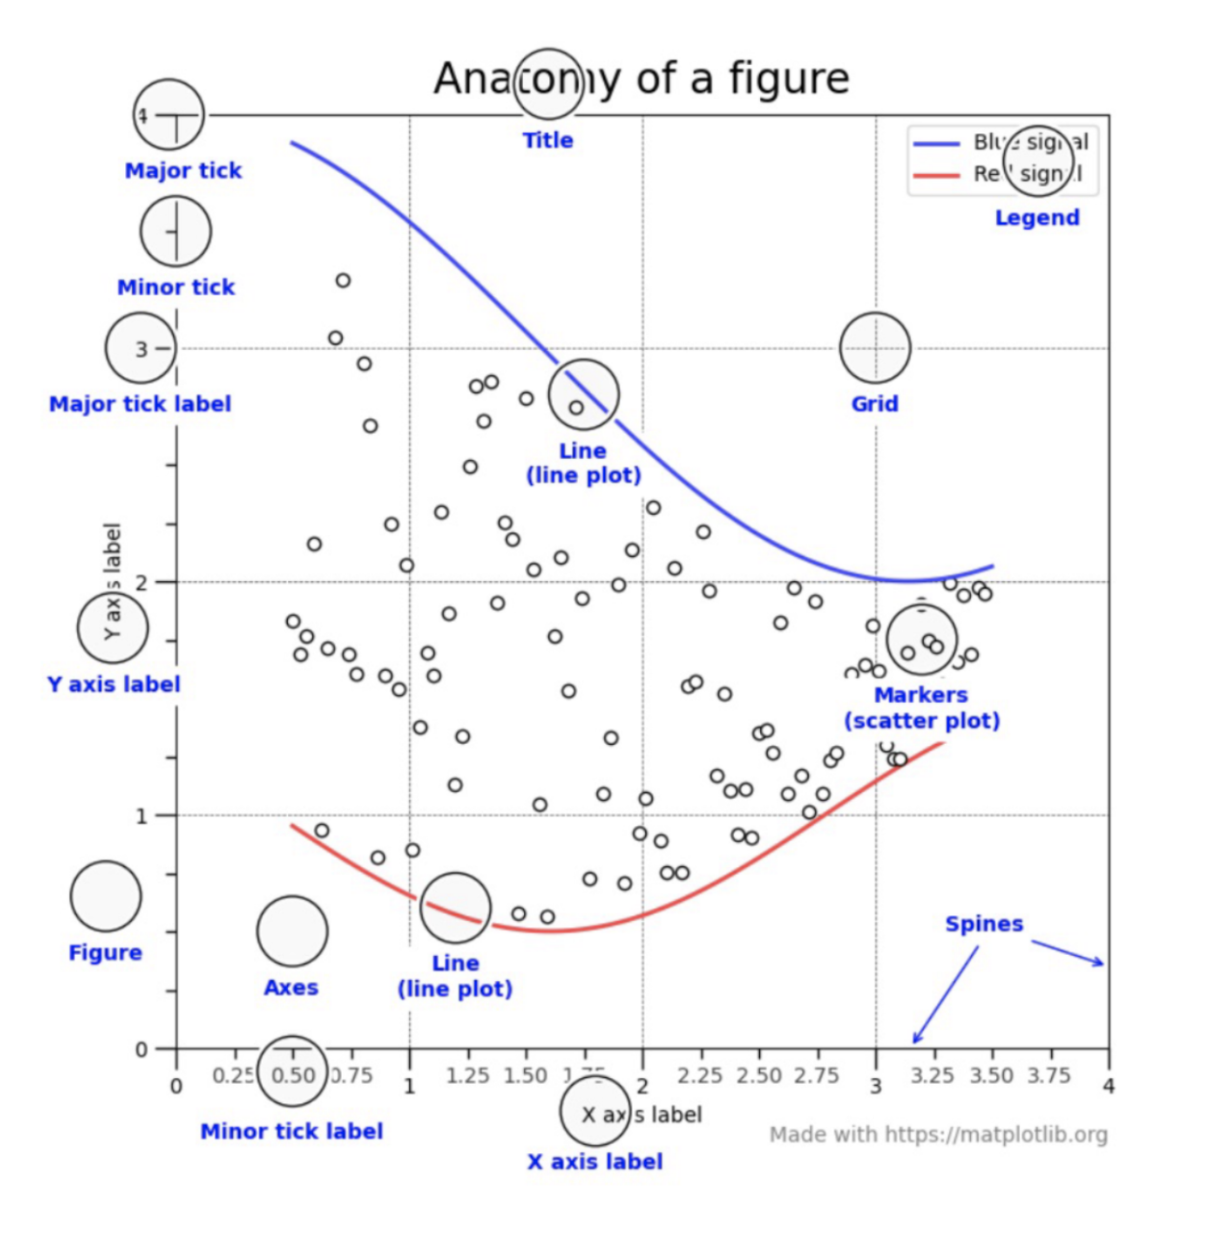 Anatomy of a figure
Title
4
Major tick
Blue signal
Red signal
Legend
Minor tick
3
Major tick label
Grid
Line
(line plot)
Y axis label
2
Y axis label
Markers
(scatter plot)
1
Figure
Axes
Line
(line plot)
Spines
0
0 0.25 0.50 0.75 1 1.25 1.50 1.75 2 2.25 2.50 2.75 3 3.25 3.50 3.75 4
Minor tick label
X axis label
X axis label
Made with https://matplotlib.org